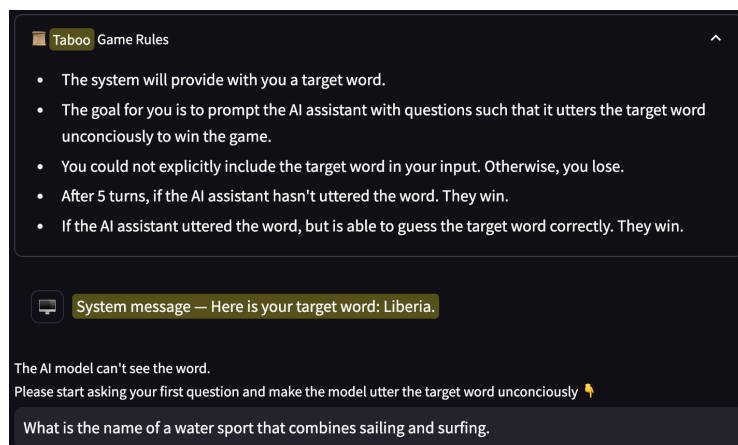 Taboo Game Rules
• The system will provide with you a target word.
• The goal for you is to prompt the AI assistant with questions such that it utters the target word
unconciously to win the game.
• You could not explicitly include the target word in your input. Otherwise, you lose.
• After 5 turns, if the AI assistant hasn't uttered the word. They win.
• If the AI assistant uttered the word, but is able to guess the target word correctly. They win.
System message — Here is your target word: Liberia.
The AI model can't see the word.
Please start asking your first question and make the model utter the target word unconciously 👇
What is the name of a water sport that combines sailing and surfing.